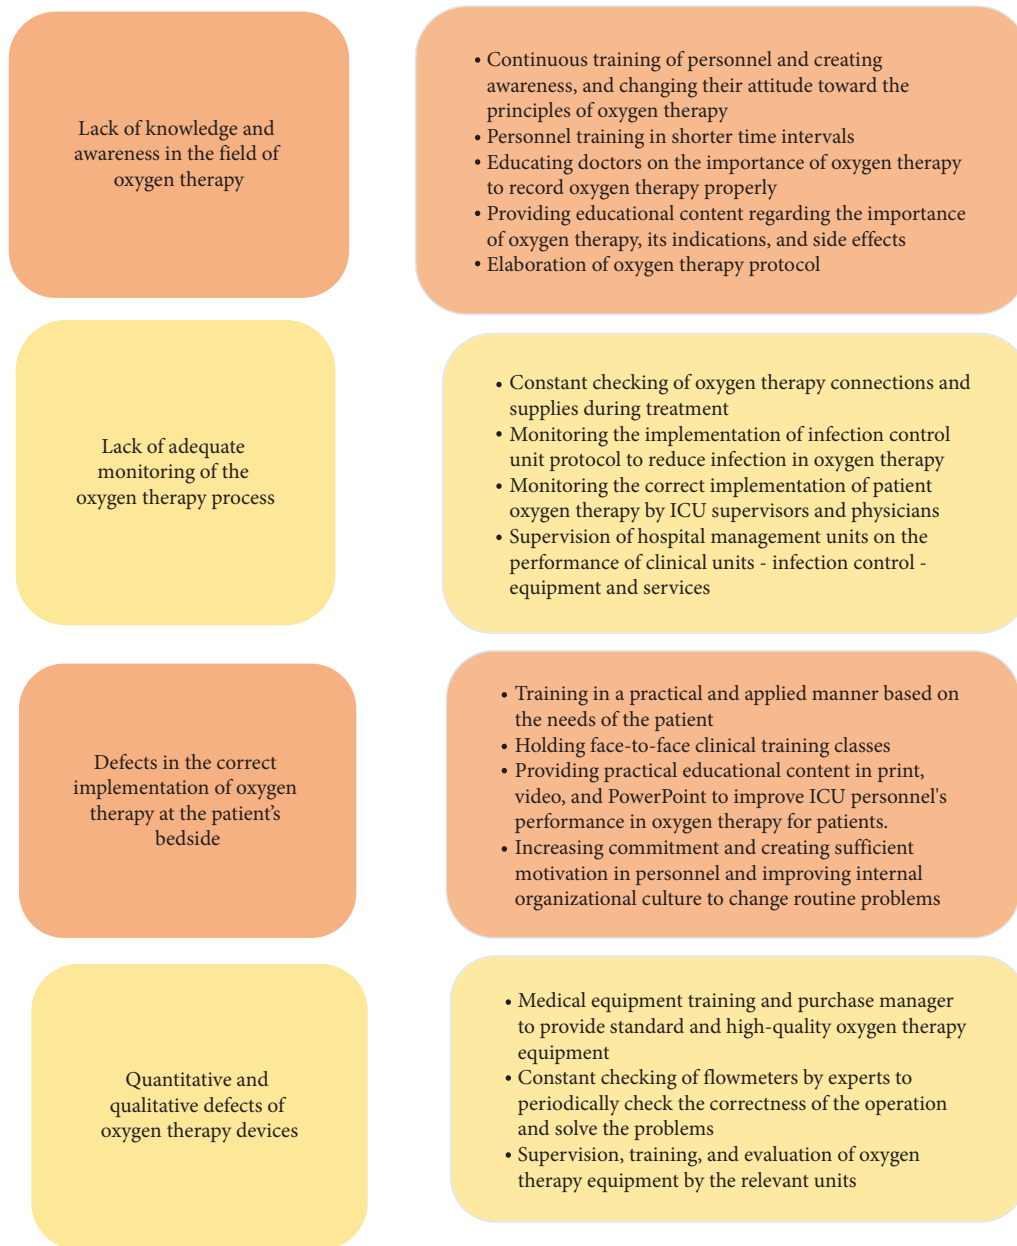 Lack of knowledge and
awareness in the field of
oxygen therapy
• Continuous training of personnel and creating
awareness, and changing their attitude toward the
principles of oxygen therapy
• Personnel training in shorter time intervals
• Educating doctors on the importance of oxygen therapy
to record oxygen therapy properly
• Providing educational content regarding the importance
of oxygen therapy, its indications, and side effects
• Elaboration of oxygen therapy protocol
Lack of adequate
monitoring of the
oxygen therapy process
• Constant checking of oxygen therapy connections and
supplies during treatment
• Monitoring the implementation of infection control
unit protocol to reduce infection in oxygen therapy
• Monitoring the correct implementation of patient
oxygen therapy by ICU supervisors and physicians
• Supervision of hospital management units on the
performance of clinical units - infection control -
equipment and services
Defects in the correct
implementation of oxygen
therapy at the patient’s
bedside
• Training in a practical and applied manner based on
the needs of the patient
• Holding face-to-face clinical training classes
• Providing practical educational content in print,
video, and PowerPoint to improve ICU personnel's
performance in oxygen therapy for patients.
• Increasing commitment and creating sufficient
motivation in personnel and improving internal
organizational culture to change routine problems
Quantitative and
qualitative defects of
oxygen therapy devices
• Medical equipment training and purchase manager
to provide standard and high-quality oxygen therapy
equipment
• Constant checking of flowmeters by experts to
periodically check the correctness of the operation
and solve the problems
• Supervision, training, and evaluation of oxygen
therapy equipment by the relevant units